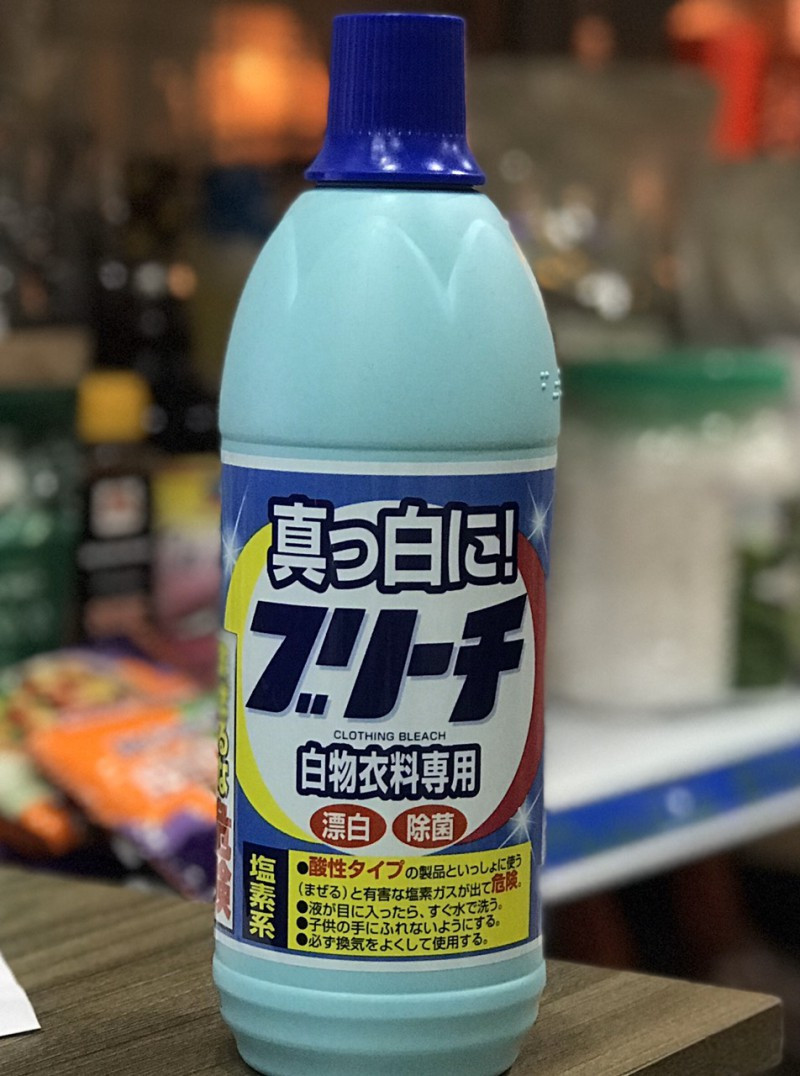 真っ白に!
ブリーチ
CLOTHING BLEACH
白物衣料専用
漂白 除菌
塩素系
●酸性タイプの製品といっしょに使う
(まぜる)と有害な塩素ガスが出て危険。
●液が目に入ったら、すぐ水で洗う。
●子供の手にふれないようにする。
●必ず換気をよくして使用する。